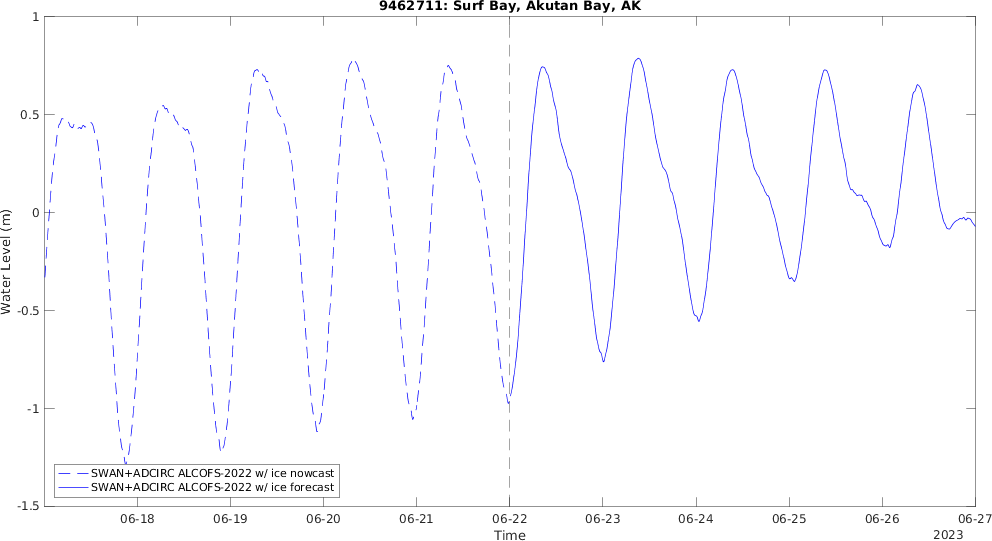 9462711: Surf Bay, Akutan Bay, AK
1
0.5
0
-0.5
-1
-1.5
Water Level (m)
SWAN+ADCIRC ALCOFS-2022 w/ ice nowcast
SWAN+ADCIRC ALCOFS-2022 w/ ice forecast
06-18 06-19 06-20 06-21 06-22 06-23 06-24 06-25 06-26 06-27
Time
2023